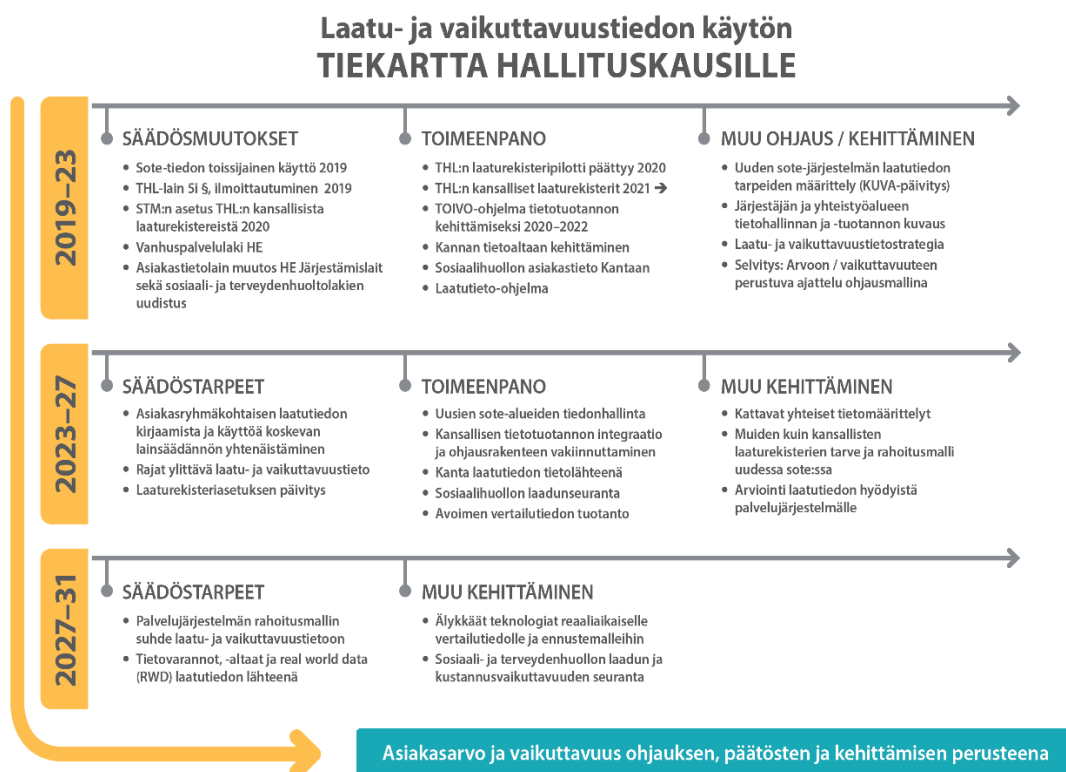 Laatu- ja vaikuttavuustiedon käytön
TIEKARTTA HALLITUSKAUSILLE
2019–23
SÄÄDÖSMUUTOKSET
• Sote-tiedon toissijainen käyttö 2019
• THL-lain 5i §, ilmoittautuminen 2019
• STM:n asetus THL:n kansallisista
laaturekistereistä 2020
• Vanhuspalvelulaki HE
• Asiakastietolain muutos HE Järjestämislait
sekä sosiaali- ja terveydenhuoltolakien
uudistus
TOIMEENPANO
• THL:n laaturekisteripilotti päättyy 2020
• THL:n kansalliset laaturekisterit 2021 ➔
• TOIVO-ohjelma tietotuotannon
kehittämiseksi 2020–2022
• Kannan tietoaltaan kehittäminen
• Sosiaalihuollon asiakastieto Kantaan
• Laatutieto-ohjelma
MUU OHJAUS / KEHITTÄMINEN
• Uuden sote-järjestelmän laatutiedon
tarpeiden määrittely (KUVA-päivitys)
• Järjestäjän ja yhteistyöalueen
tietohallinnan ja -tuotannon kuvaus
• Laatu- ja vaikuttavuustietostrategia
• Selvitys: Arvoon / vaikuttavuuteen
perustuva ajattelu ohjausmallina
2023–27
SÄÄDÖSTARPEET
• Asiakasryhmäkohtaisen laatutiedon
kirjaamista ja käyttöä koskevan
lainsäädännön yhtenäistäminen
• Rajat ylittävä laatu- ja vaikuttavuustieto
• Laaturekisteriasetuksen päivitys
TOIMEENPANO
• Uusien sote-alueiden tiedonhallinta
• Kansallisen tietotuotannon integraatio
ja ohjausrakenteen vakiinnuttaminen
• Kanta laatutiedon tietolähteenä
• Sosiaalihuollon laadunseuranta
• Avoimen vertailutiedon tuotanto
MUU KEHITTÄMINEN
• Kattavat yhteiset tietomäärittelyt
• Muiden kuin kansallisten
laaturekisterien tarve ja rahoitusmalli
uudessa sote:ssa
• Arviointi laatutiedon hyödyistä
palvelujärjestelmälle
2027–31
SÄÄDÖSTARPEET
• Palvelujärjestelmän rahoitusmallin
suhde laatu- ja vaikuttavuustietoon
• Tietovarannot, -altaat ja real world data
(RWD) laatutiedon lähteenä
MUU KEHITTÄMINEN
• Älykkäät teknologiat reaaliaikaiselle
vertailutiedolle ja ennustemalleihin
• Sosiaali- ja terveydenhuollon laadun ja
kustannusvaikuttavuuden seuranta
Asiakasarvo ja vaikuttavuus ohjauksen, päätösten ja kehittämisen perusteena